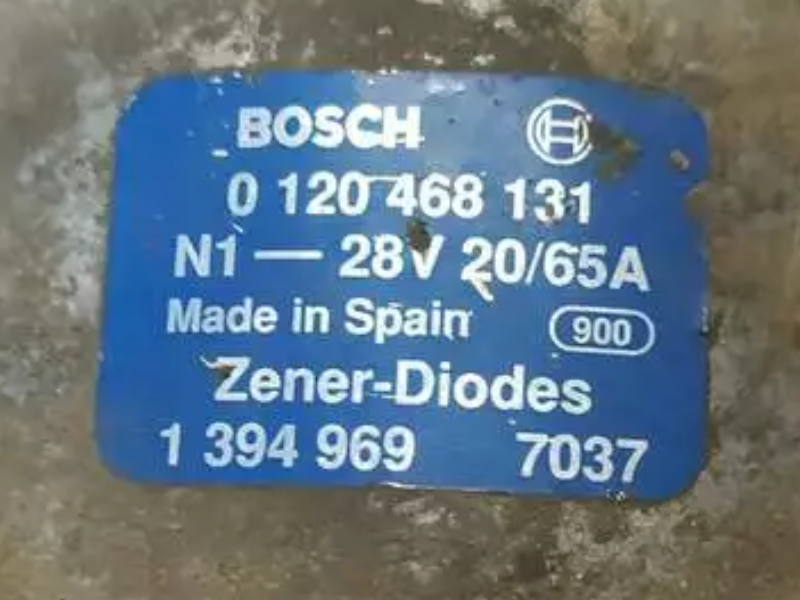 BOSCH
0 120 468 131
N1 — 28V 20/65A
Made in Spain 900
Zener-Diodes
1 394 969 7037